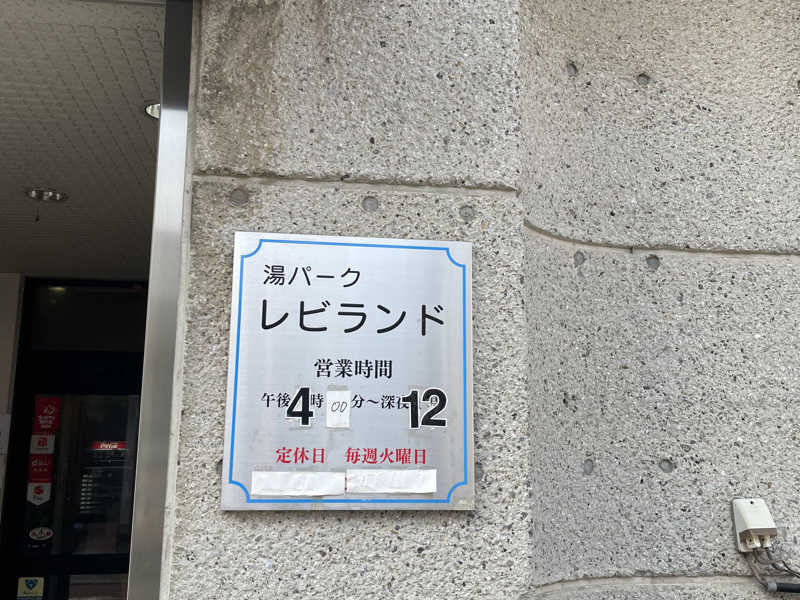 湯パーク
レビランド
営業時間
午後4時00分～深夜12
定休日 毎週火曜日